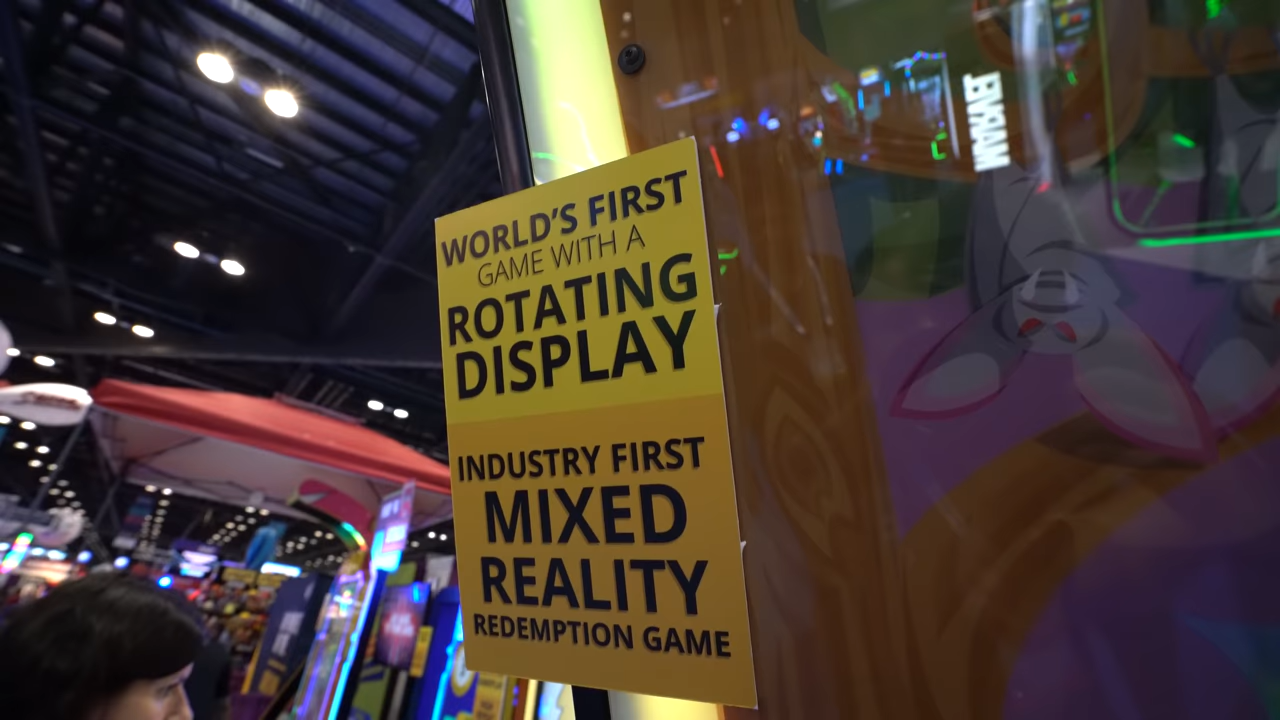 WORLD'S FIRST
GAME WITH A
ROTATING
DISPLAY
INDUSTRY FIRST
MIXED
REALITY
REDEMPTION GAME